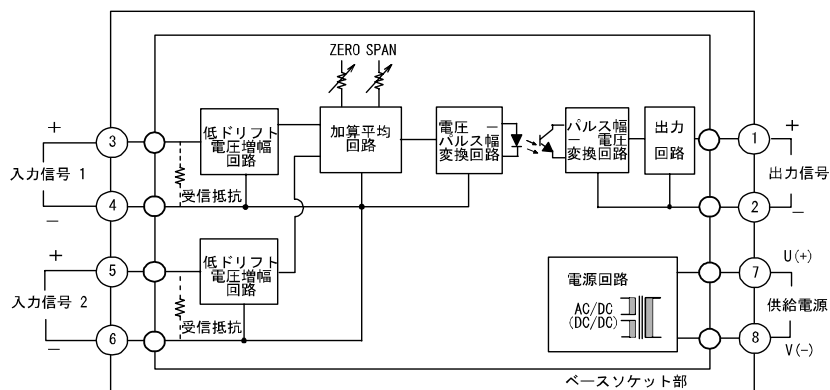 ZERO SPAN
+
3
低ドリフト
電圧増幅
回路
加算平均
回路
電圧 ー
パルス幅
変換回路
パルス幅
ー 電圧
変換回路
出力
回路
1
+
入力信号 1
受信抵抗
出力信号
−
4
2
−
+
5
低ドリフト
電圧増幅
回路
電源回路
7
U(+)
入力信号 2
受信抵抗
AC/DC
(DC/DC)
供給電源
−
6
8
V(−)
ベースソケット部